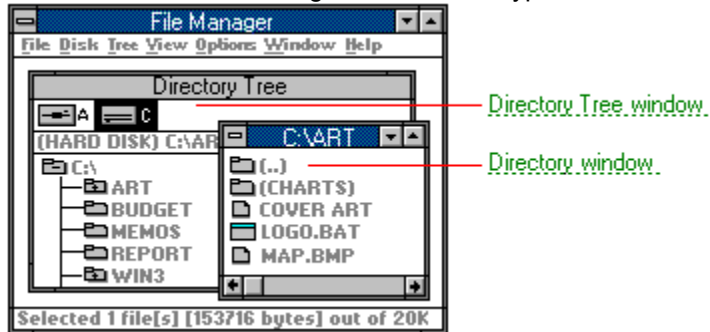 File Manager
File Disk Tree View Options Window Help
Directory Tree
A C
Directory Tree window
(HARD DISK) C:\AR
C:\ART
C:\
(..)
Directory window
ART
(CHARTS)
BUDGET
COVER ART
MEMOS
LOGO.BAT
REPORT
MAP.BMP
WIN3
Selected 1 file[s] [153716 bytes] out of 20K